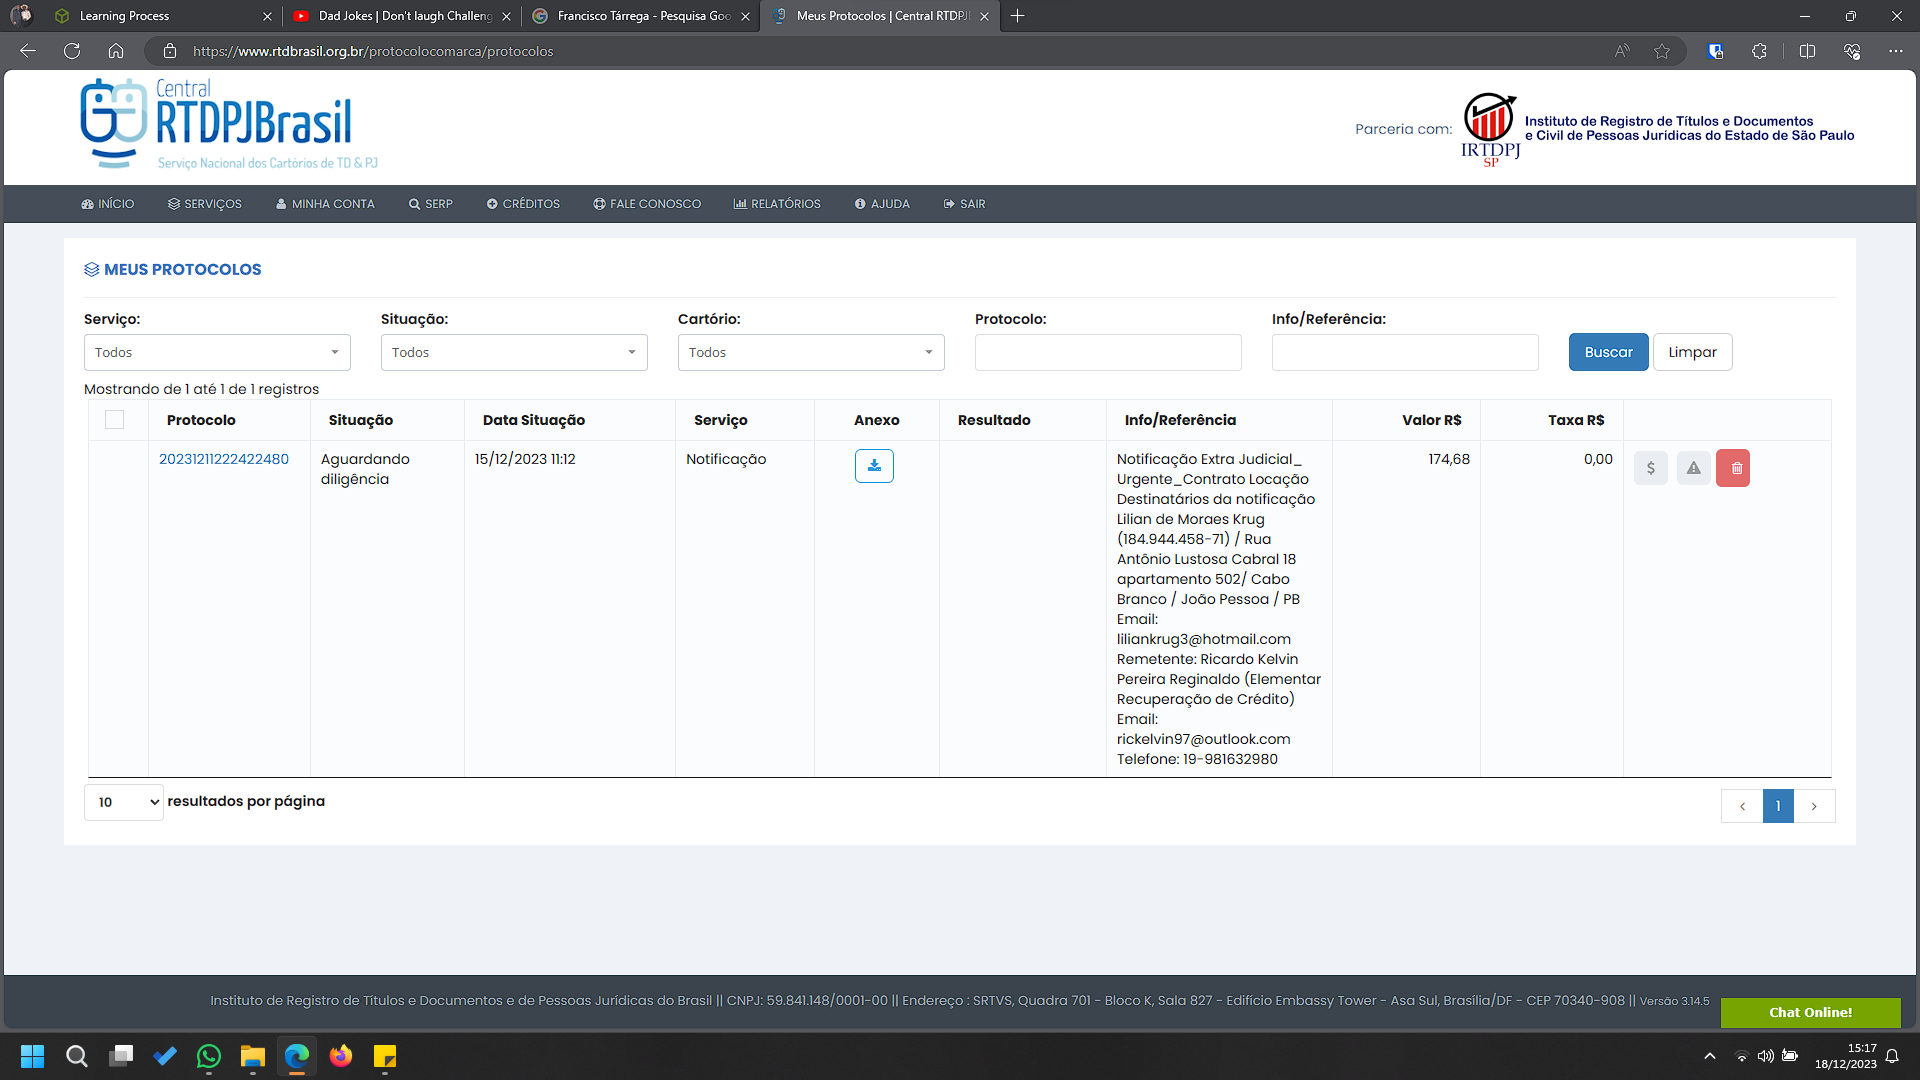 Learning Process
Dad Jokes | Don't laugh Challeng
Francisco Tárrega - Pesquisa Goo
Meus Protocolos | Central RTDPJ
https://www.rtdbrasil.org.br/protocolocomarca/protocolos
Central
RTDPJBrasil
Serviço Nacional dos Cartórios de TD & PJ
Parceria com:
IRTDPJ
SP
Instituto de Registro de Títulos e Documentos
e Civil de Pessoas Jurídicas do Estado de São Paulo
INÍCIO SERVIÇOS MINHA CONTA SERP CRÉDITOS FALE CONOSCO RELATÓRIOS AJUDA SAIR
MEUS PROTOCOLOS
Serviço: Situação: Cartório: Protocolo: Info/Referência:
Todos Todos Todos Buscar Limpar
Mostrando de 1 até 1 de 1 registros
Protocolo Situação Data Situação Serviço Anexo Resultado Info/Referência Valor R$ Taxa R$
20231211222422480
Aguardando
diligência
15/12/2023 11:12
Notificação
Notificação Extra Judicial_
Urgente_Contrato Locação
Destinatários da notificação
Lilian de Moraes Krug
(184.944.458-71) / Rua
Antônio Lustosa Cabral 18
apartamento 502/ Cabo
Branco / João Pessoa / PB
Email:
liliankrug3@hotmail.com
Remetente: Ricardo Kelvin
Pereira Reginaldo (Elementar
Recuperação de Crédito)
Email:
rickelvin97@outlook.com
Telefone: 19-981632980
174,68
0,00
10 resultados por página
1
Instituto de Registro de Títulos e Documentos e de Pessoas Jurídicas do Brasil || CNPJ: 59.841.148/0001-00 || Endereço : SRTVS, Quadra 701 - Bloco K, Sala 827 - Edifício Embassy Tower - Asa Sul, Brasília/DF - CEP 70340-908 || Versão 3.14.5
Chat Online!
15:17
18/12/2023